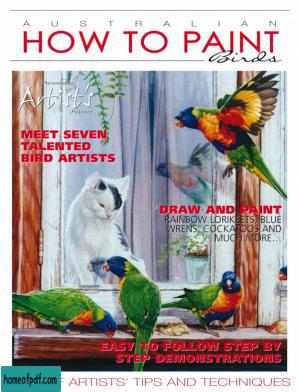 AUSTRALIAN
HOW TO PAINT
Birds
Artist's
Palette
MEET SEVEN
TALENTED
BIRD ARTISTS
DRAW AND PAINT
RAINBOW LORIKEETS, BLUE
WRENS, COCKATOOS AND
MUCH MORE...
EASY TO FOLLOW STEP BY
STEP DEMONSTRATIONS
F ARTISTS' TIPS AND TECHNIQUES
homeofpdf.com